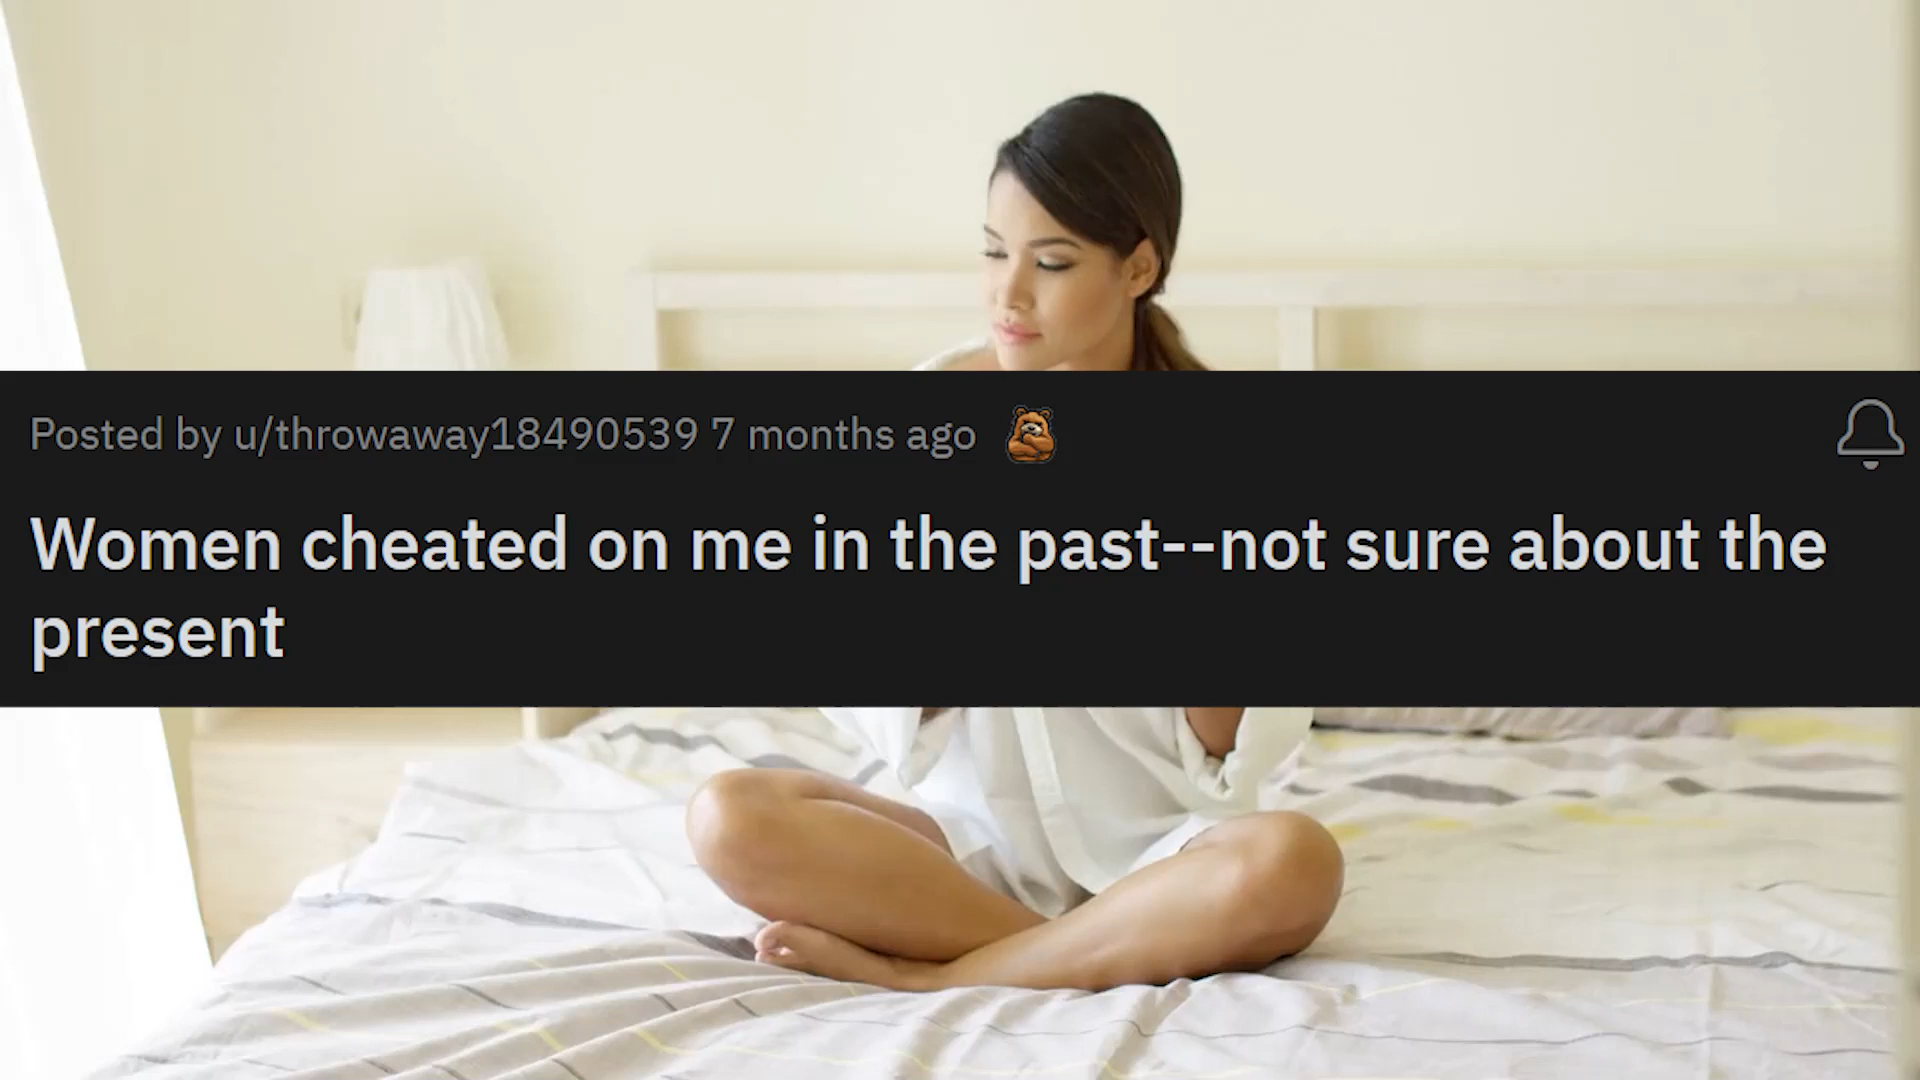 Posted by u/throwaway18490539 7 months ago
Women cheated on me in the past--not sure about the
present